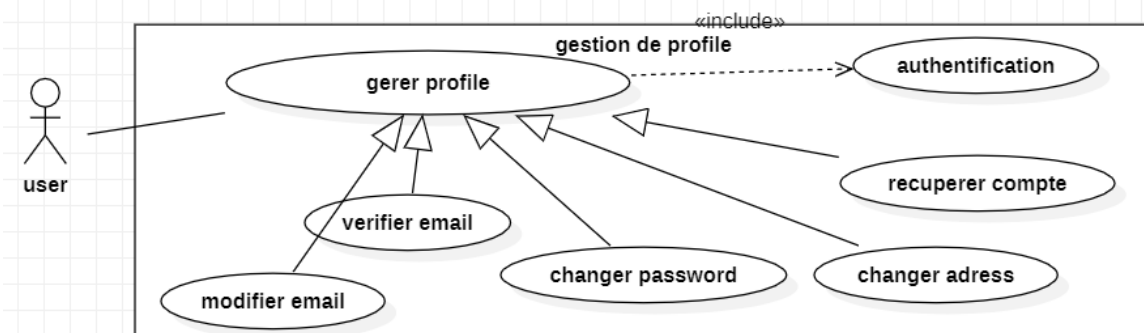 «include»
gestion de profile
gerer profile
authentification
user
recuperer compte
verifier email
changer password
changer adress
modifier email